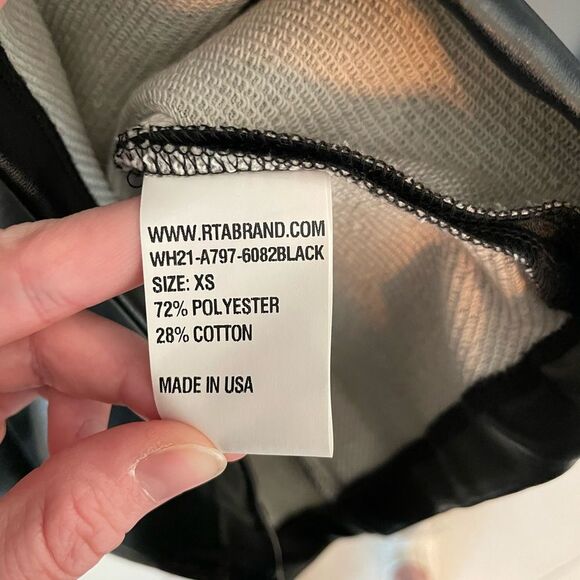 WWW.RTABRAND.COM
WH21-A797-6082BLACK
SIZE: XS
72% POLYESTER
28% COTTON
MADE IN USA